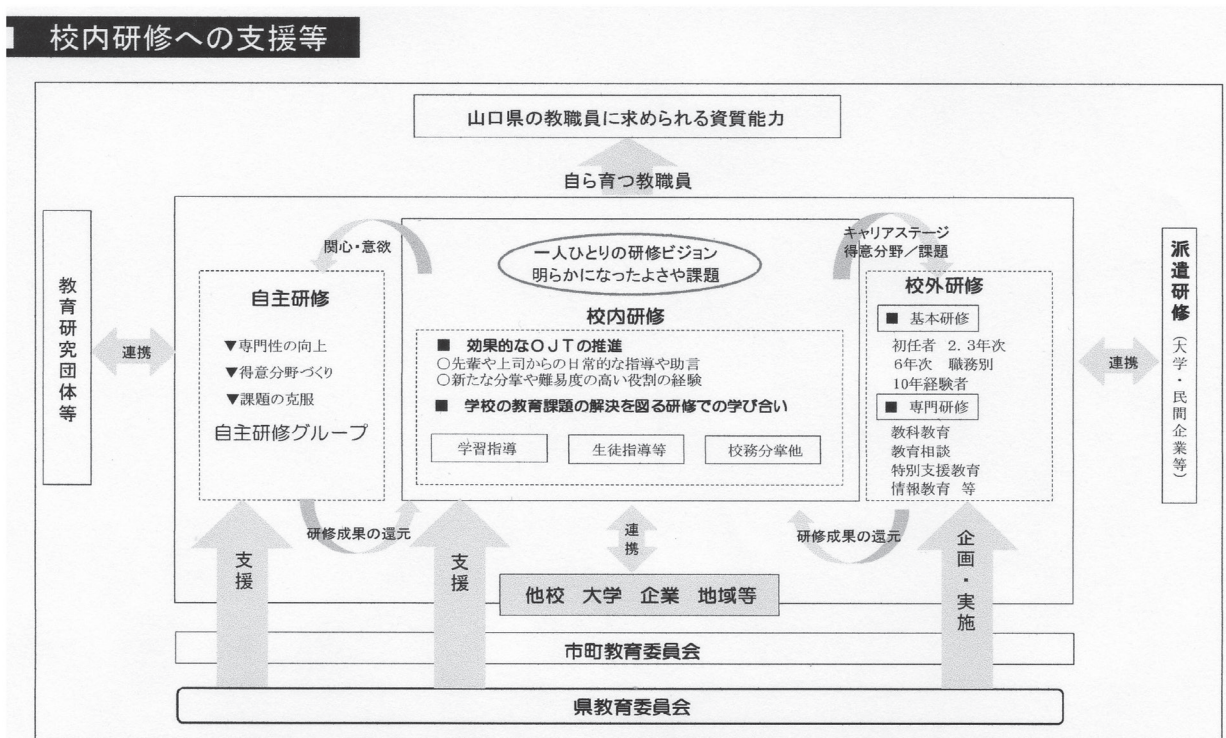 校内研修への支援等
山口県の教職員に求められる資質能力
自ら育つ教職員
教育研究団体等
連携
関心・意欲
自主研修
▼専門性の向上
▼得意分野づくり
▼課題の克服
自主研修グループ
一人ひとりの研修ビジョン
明らかになったよさや課題
校内研修
■ 効果的なOJTの推進
○先輩や上司からの日常的な指導や助言
○新たな分掌や難易度の高い役割の経験
■ 学校の教育課題の解決を図る研修での学び合い
学習指導
生徒指導等
校務分掌他
キャリアステージ
得意分野/課題
校外研修
■ 基本研修
初任者 2.3年次
6年次 職務別
10年経験者
■ 専門研修
教科教育
教育相談
特別支援教育
情報教育 等
連携
派遣研修(大学・民間企業等)
支援
研修成果の還元
支援
連携
研修成果の還元
企画・実施
他校 大学 企業 地域等
市町教育委員会
県教育委員会